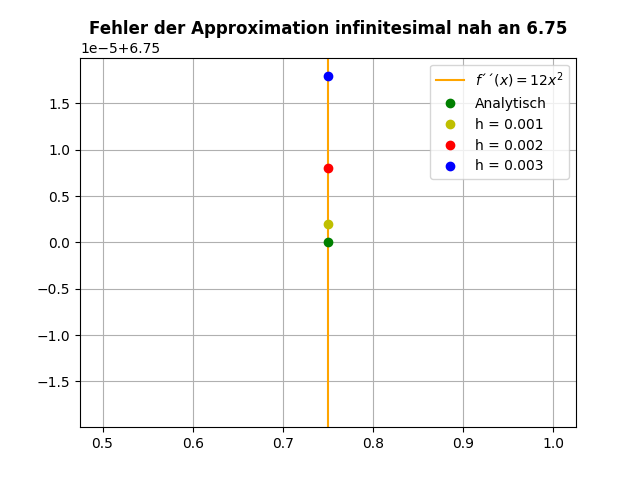 Fehler der Approximation infinitesimal nah an 6.75
1e−5+6.75
f´´(x) = 12x²
Analytisch
h = 0.001
h = 0.002
h = 0.003
1.5
1.0
0.5
0.0
−0.5
−1.0
−1.5
0.5 0.6 0.7 0.8 0.9 1.0